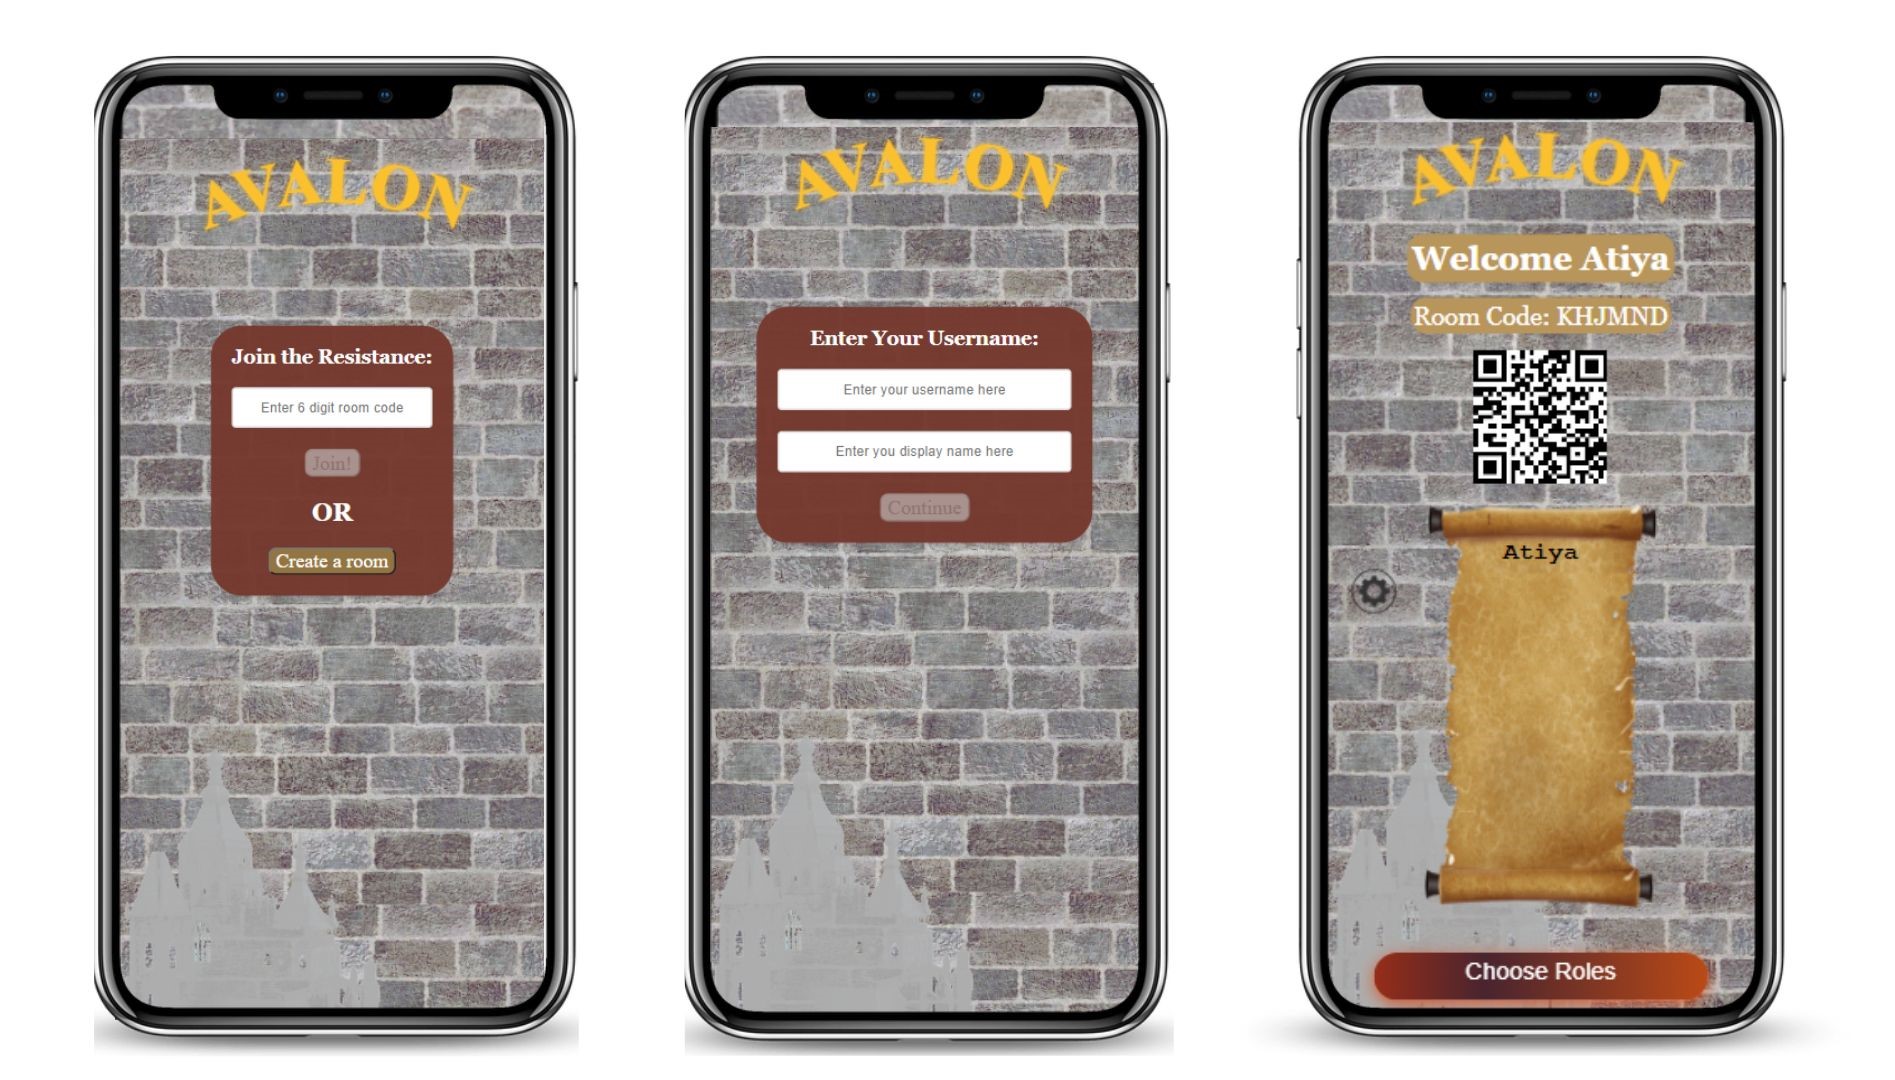 AVALON
Join the Resistance:
Enter 6 digit room code
Join!
OR
Create a room
AVALON
Enter Your Username:
Enter your username here
Enter you display name here
Continue
AVALON
Welcome Atiya
Room Code: KHJMND
Atiya
Choose Roles